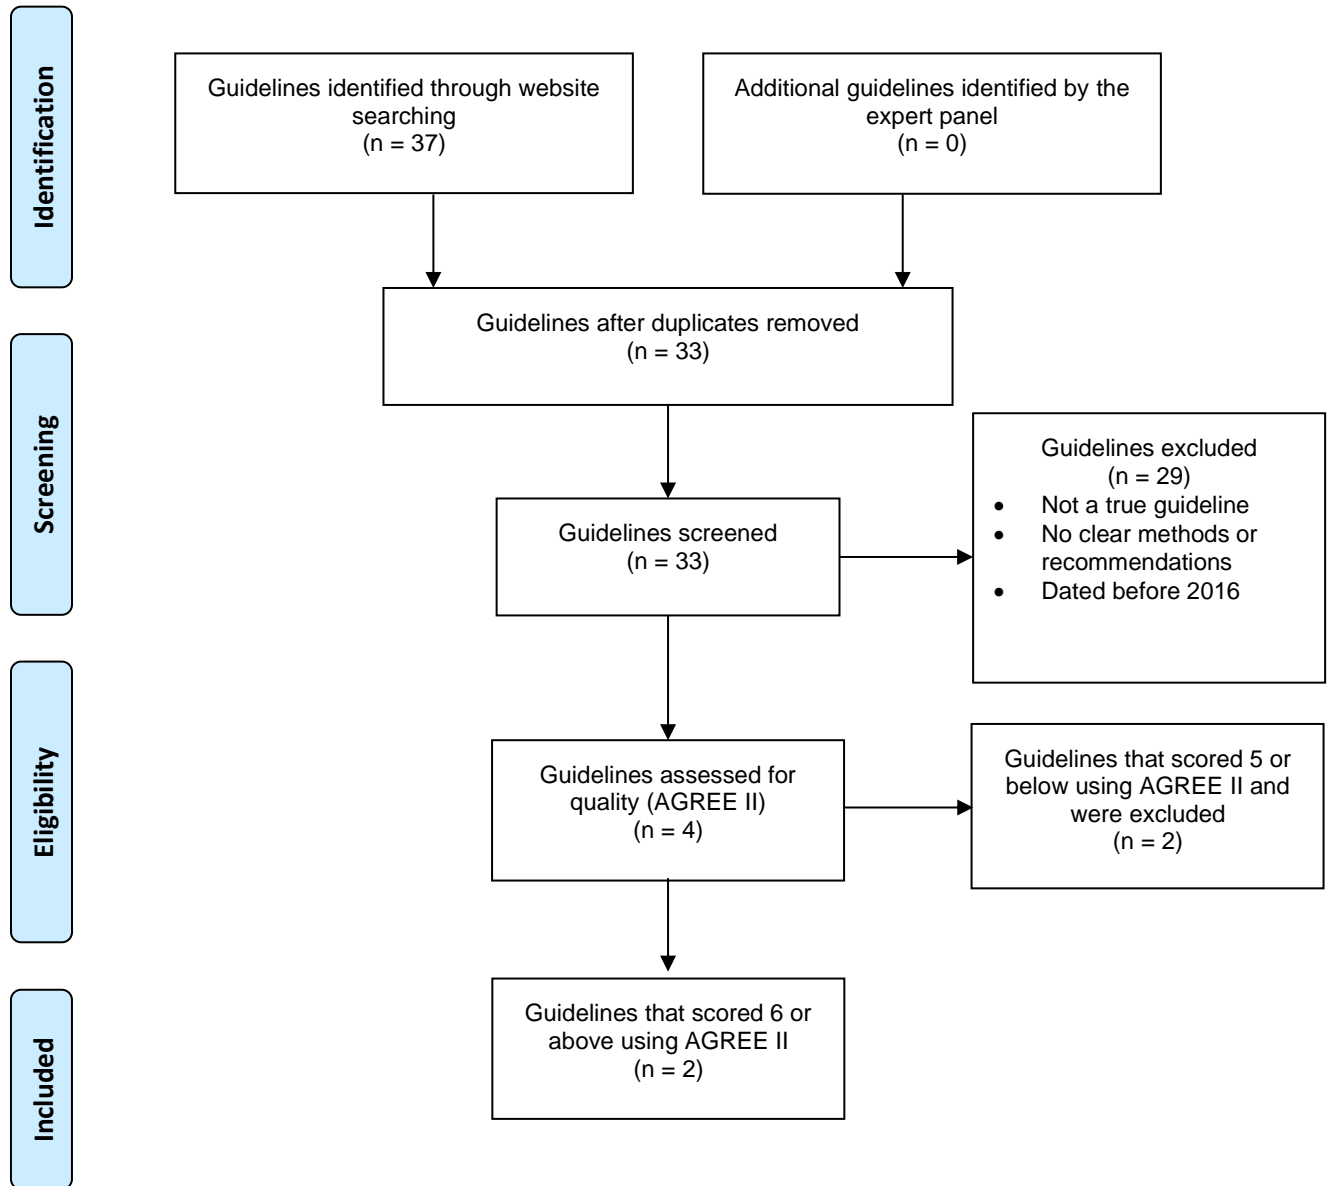 Identification
Guidelines identified through website
searching
(n = 37)
Additional guidelines identified by the
expert panel
(n = 0)
Guidelines after duplicates removed
(n = 33)
Screening
Guidelines screened
(n = 33)
Guidelines excluded
(n = 29)
• Not a true guideline
• No clear methods or
recommendations
• Dated before 2016
Eligibility
Guidelines assessed for
quality (AGREE II)
(n = 4)
Guidelines that scored 5 or
below using AGREE II and
were excluded
(n = 2)
Included
Guidelines that scored 6 or
above using AGREE II
(n = 2)